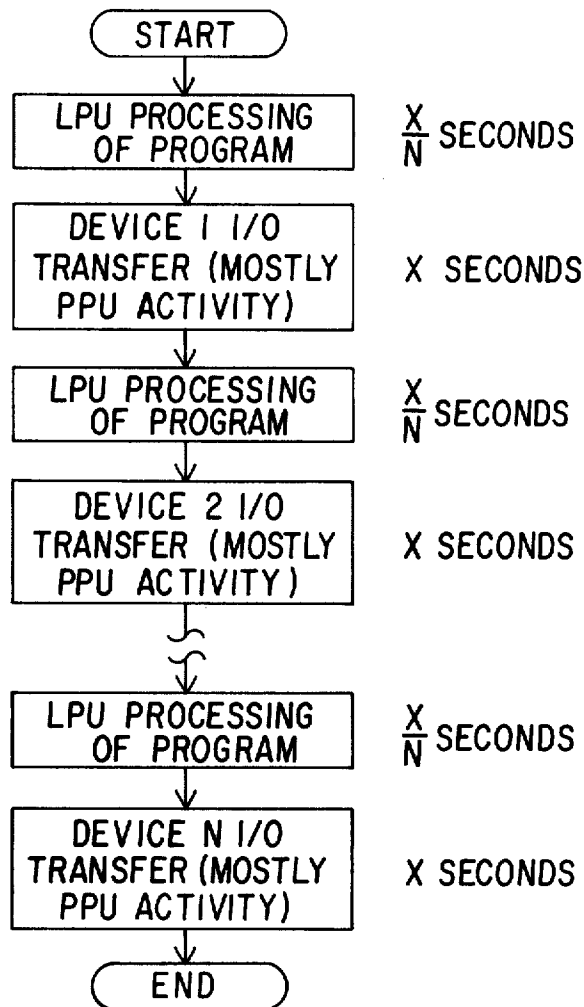 START
LPU PROCESSING
OF PROGRAM
X/N SECONDS
DEVICE 1 I/O
TRANSFER (MOSTLY
PPU ACTIVITY)
X SECONDS
LPU PROCESSING
OF PROGRAM
X/N SECONDS
DEVICE 2 I/O
TRANSFER (MOSTLY
PPU ACTIVITY)
X SECONDS
LPU PROCESSING
OF PROGRAM
X/N SECONDS
DEVICE N I/O
TRANSFER (MOSTLY
PPU ACTIVITY)
X SECONDS
END